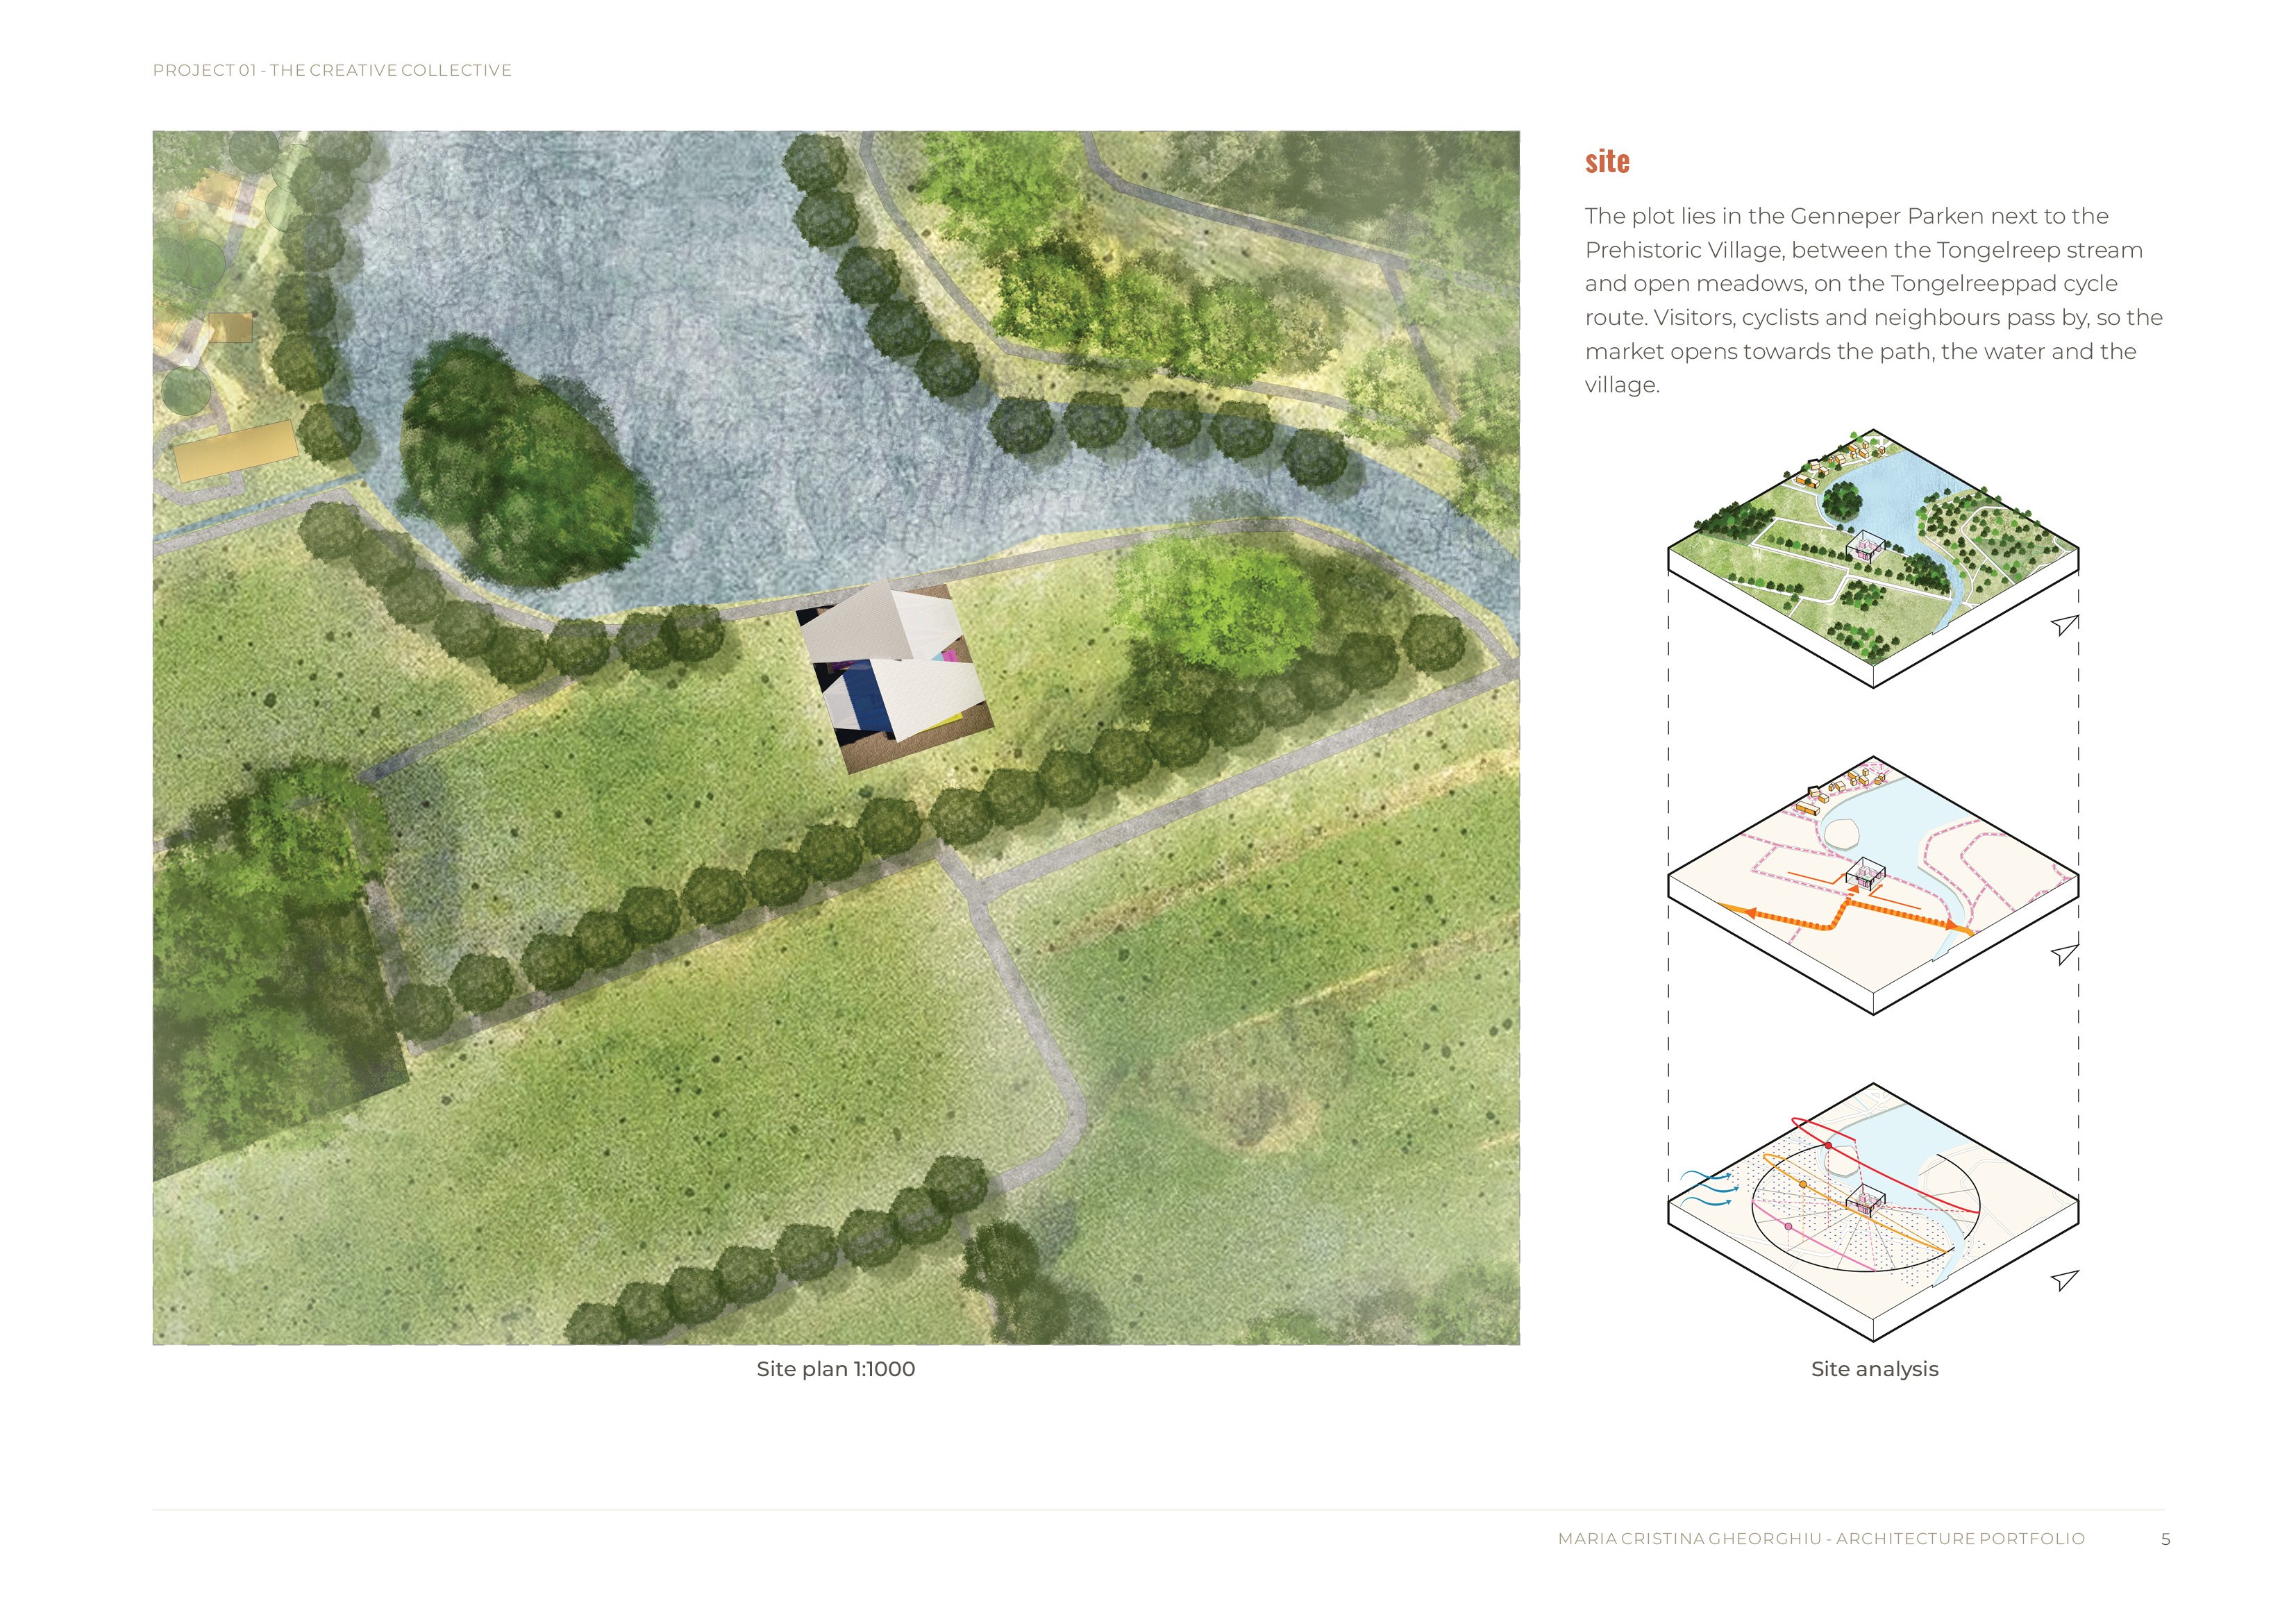 PROJECT 01 - THE CREATIVE COLLECTIVE
site
The plot lies in the Genneper Parken next to the
Prehistoric Village, between the Tongelreep stream
and open meadows, on the Tongelreeppad cycle
route. Visitors, cyclists and neighbours pass by, so the
market opens towards the path, the water and the
village.
Site plan 1:1000
Site analysis
MARIA CRISTINA GHEORGHIU - ARCHITECTURE PORTFOLIO
5